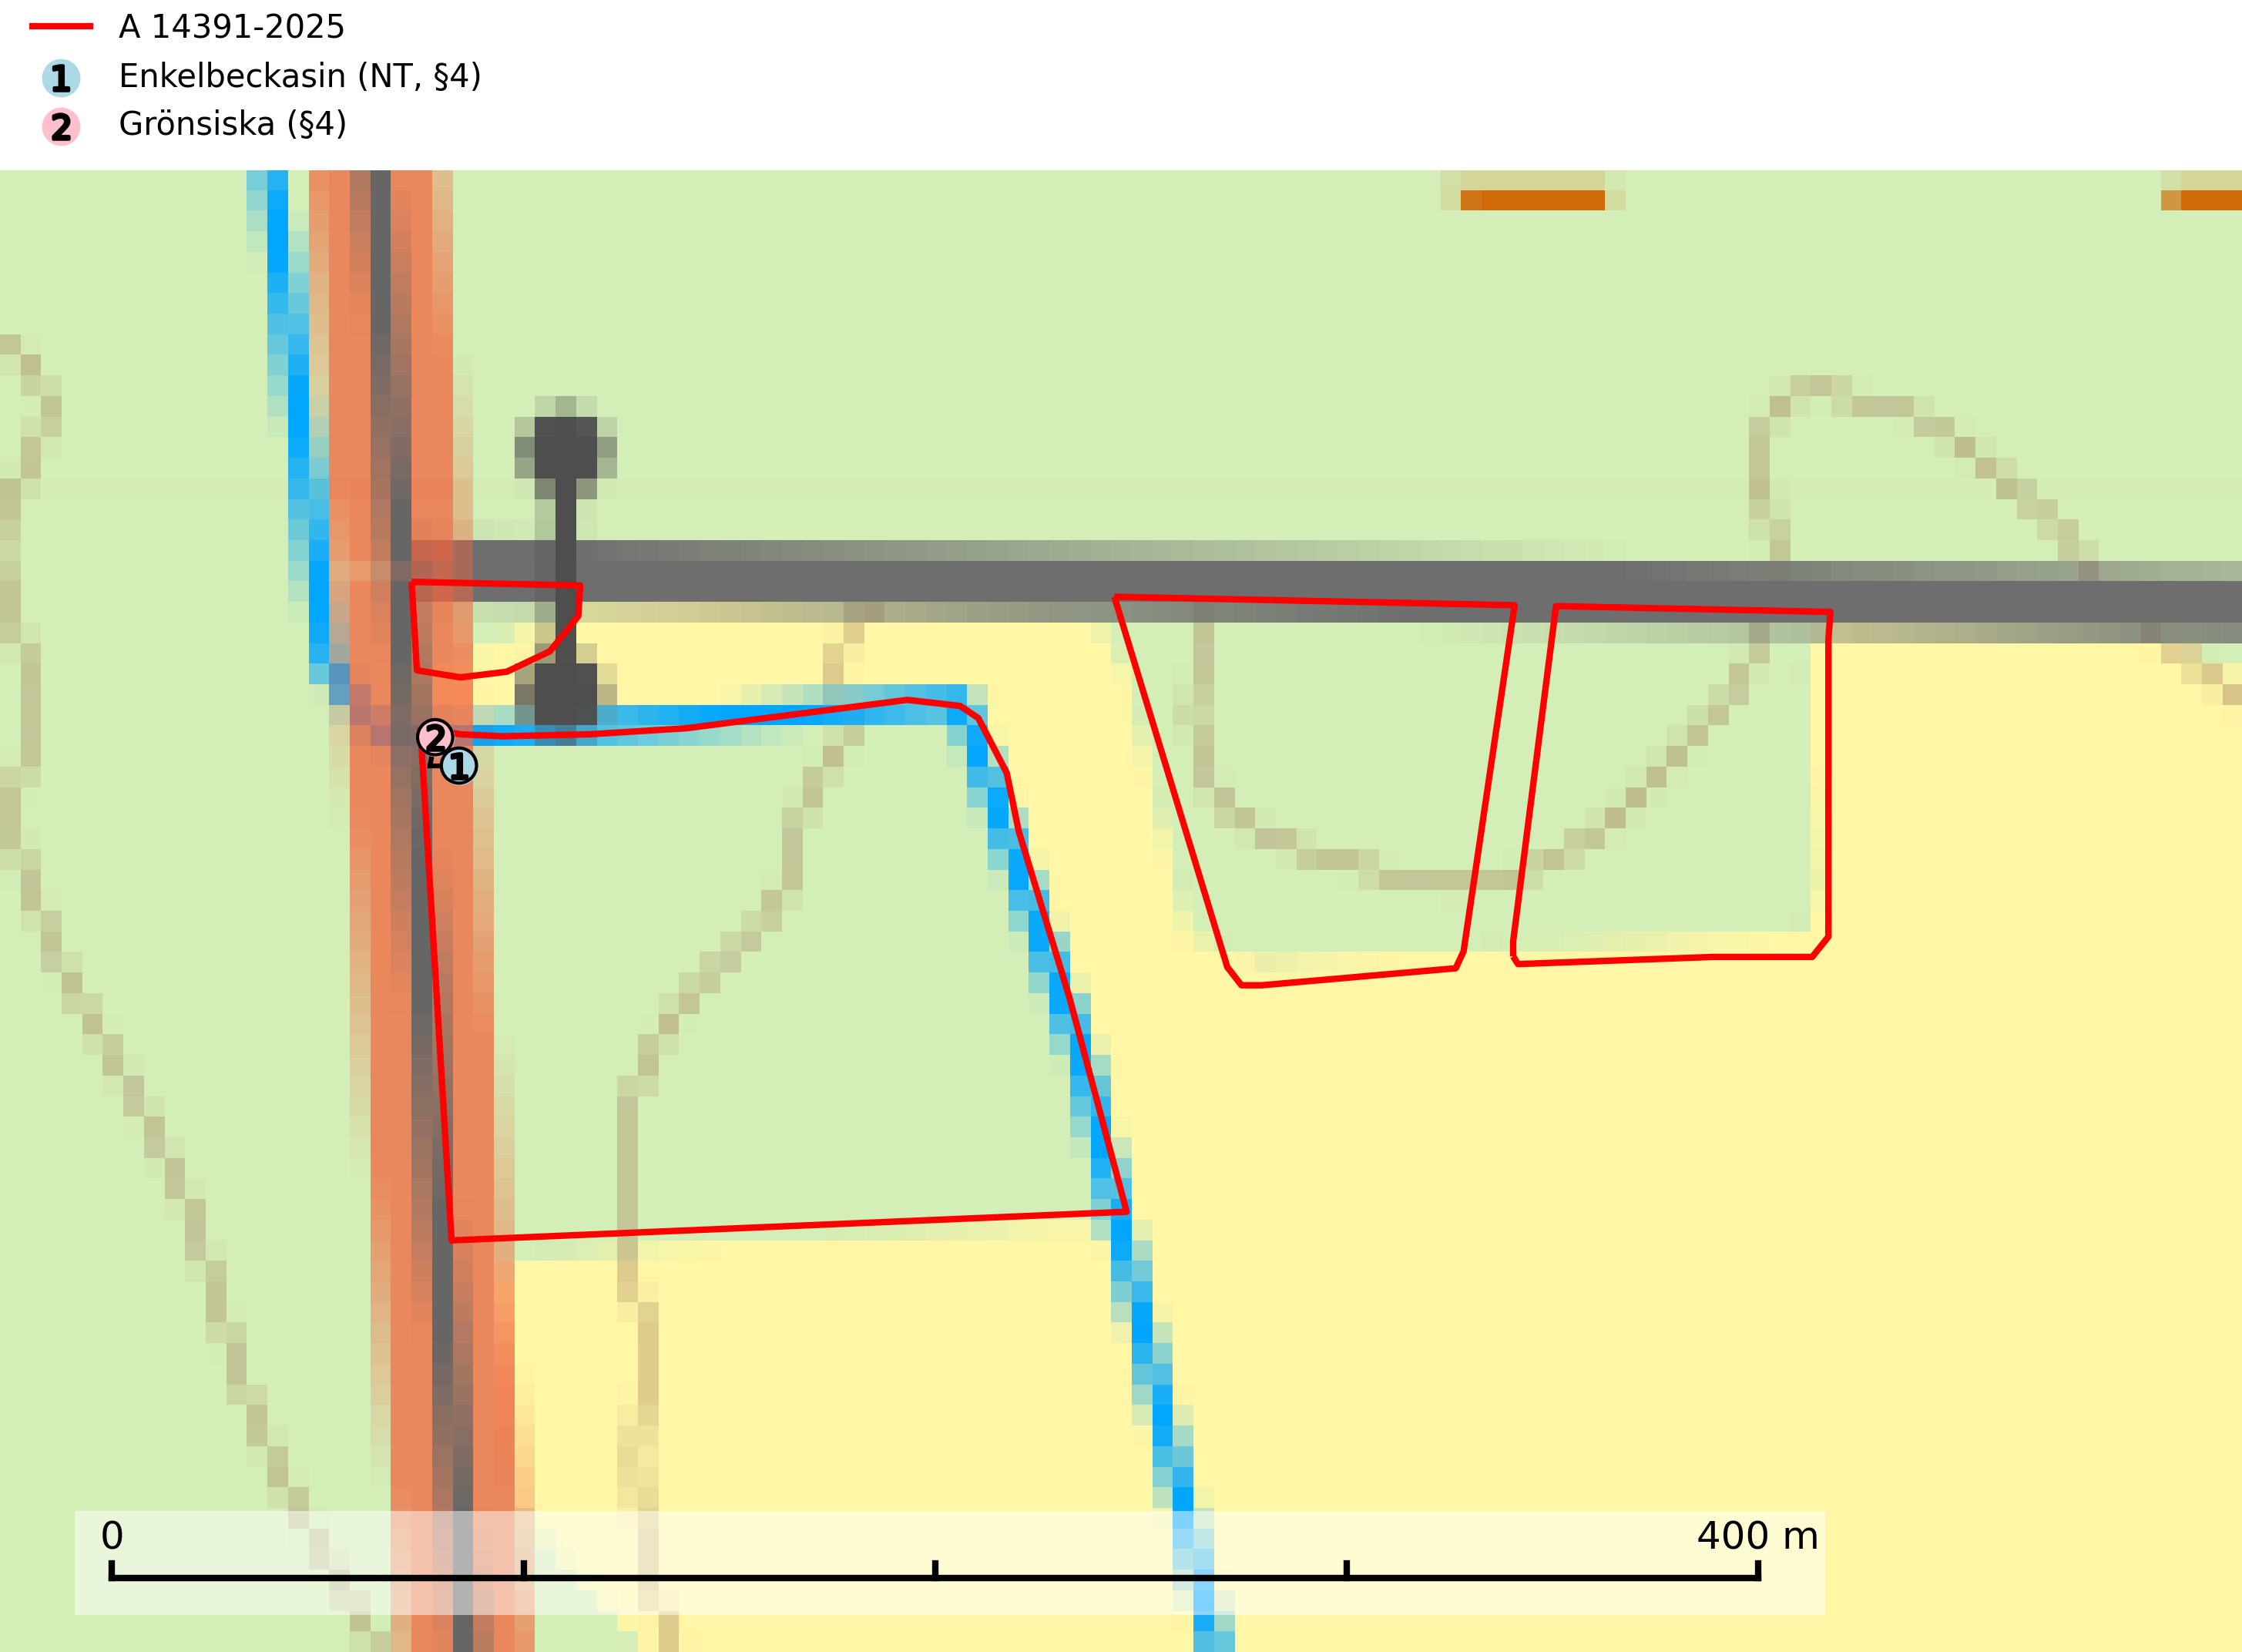 A 14391-2025
1 Enkelbeckasin (NT, §4)
2 Grönsiska (§4)
2
1
0 400 m